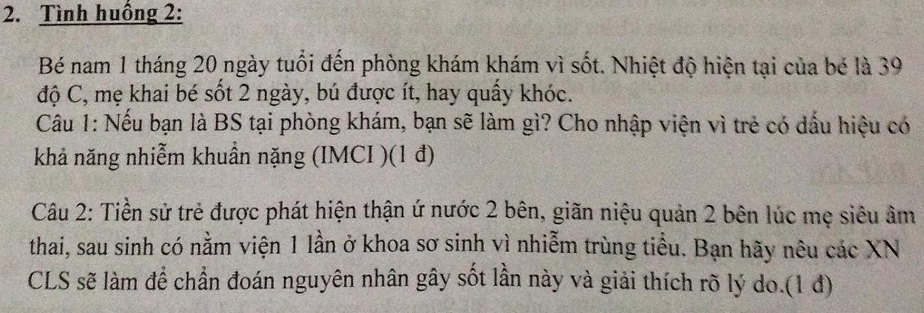 2. Tình huống 2:
Bé nam 1 tháng 20 ngày tuổi đến phòng khám khám vì sốt. Nhiệt độ hiện tại của bé là 39
độ C, mẹ khai bé sốt 2 ngày, bú được ít, hay quấy khóc.
Câu 1: Nếu bạn là BS tại phòng khám, bạn sẽ làm gì? Cho nhập viện vì trẻ có dấu hiệu có
khả năng nhiễm khuẩn nặng (IMCI )(1 đ)
Câu 2: Tiền sử trẻ được phát hiện thận ứ nước 2 bên, giãn niệu quản 2 bên lúc mẹ siêu âm
thai, sau sinh có nằm viện 1 lần ở khoa sơ sinh vì nhiễm trùng tiểu. Bạn hãy nêu các XN
CLS sẽ làm để chẩn đoán nguyên nhân gây sốt lần này và giải thích rõ lý do.(1 đ)